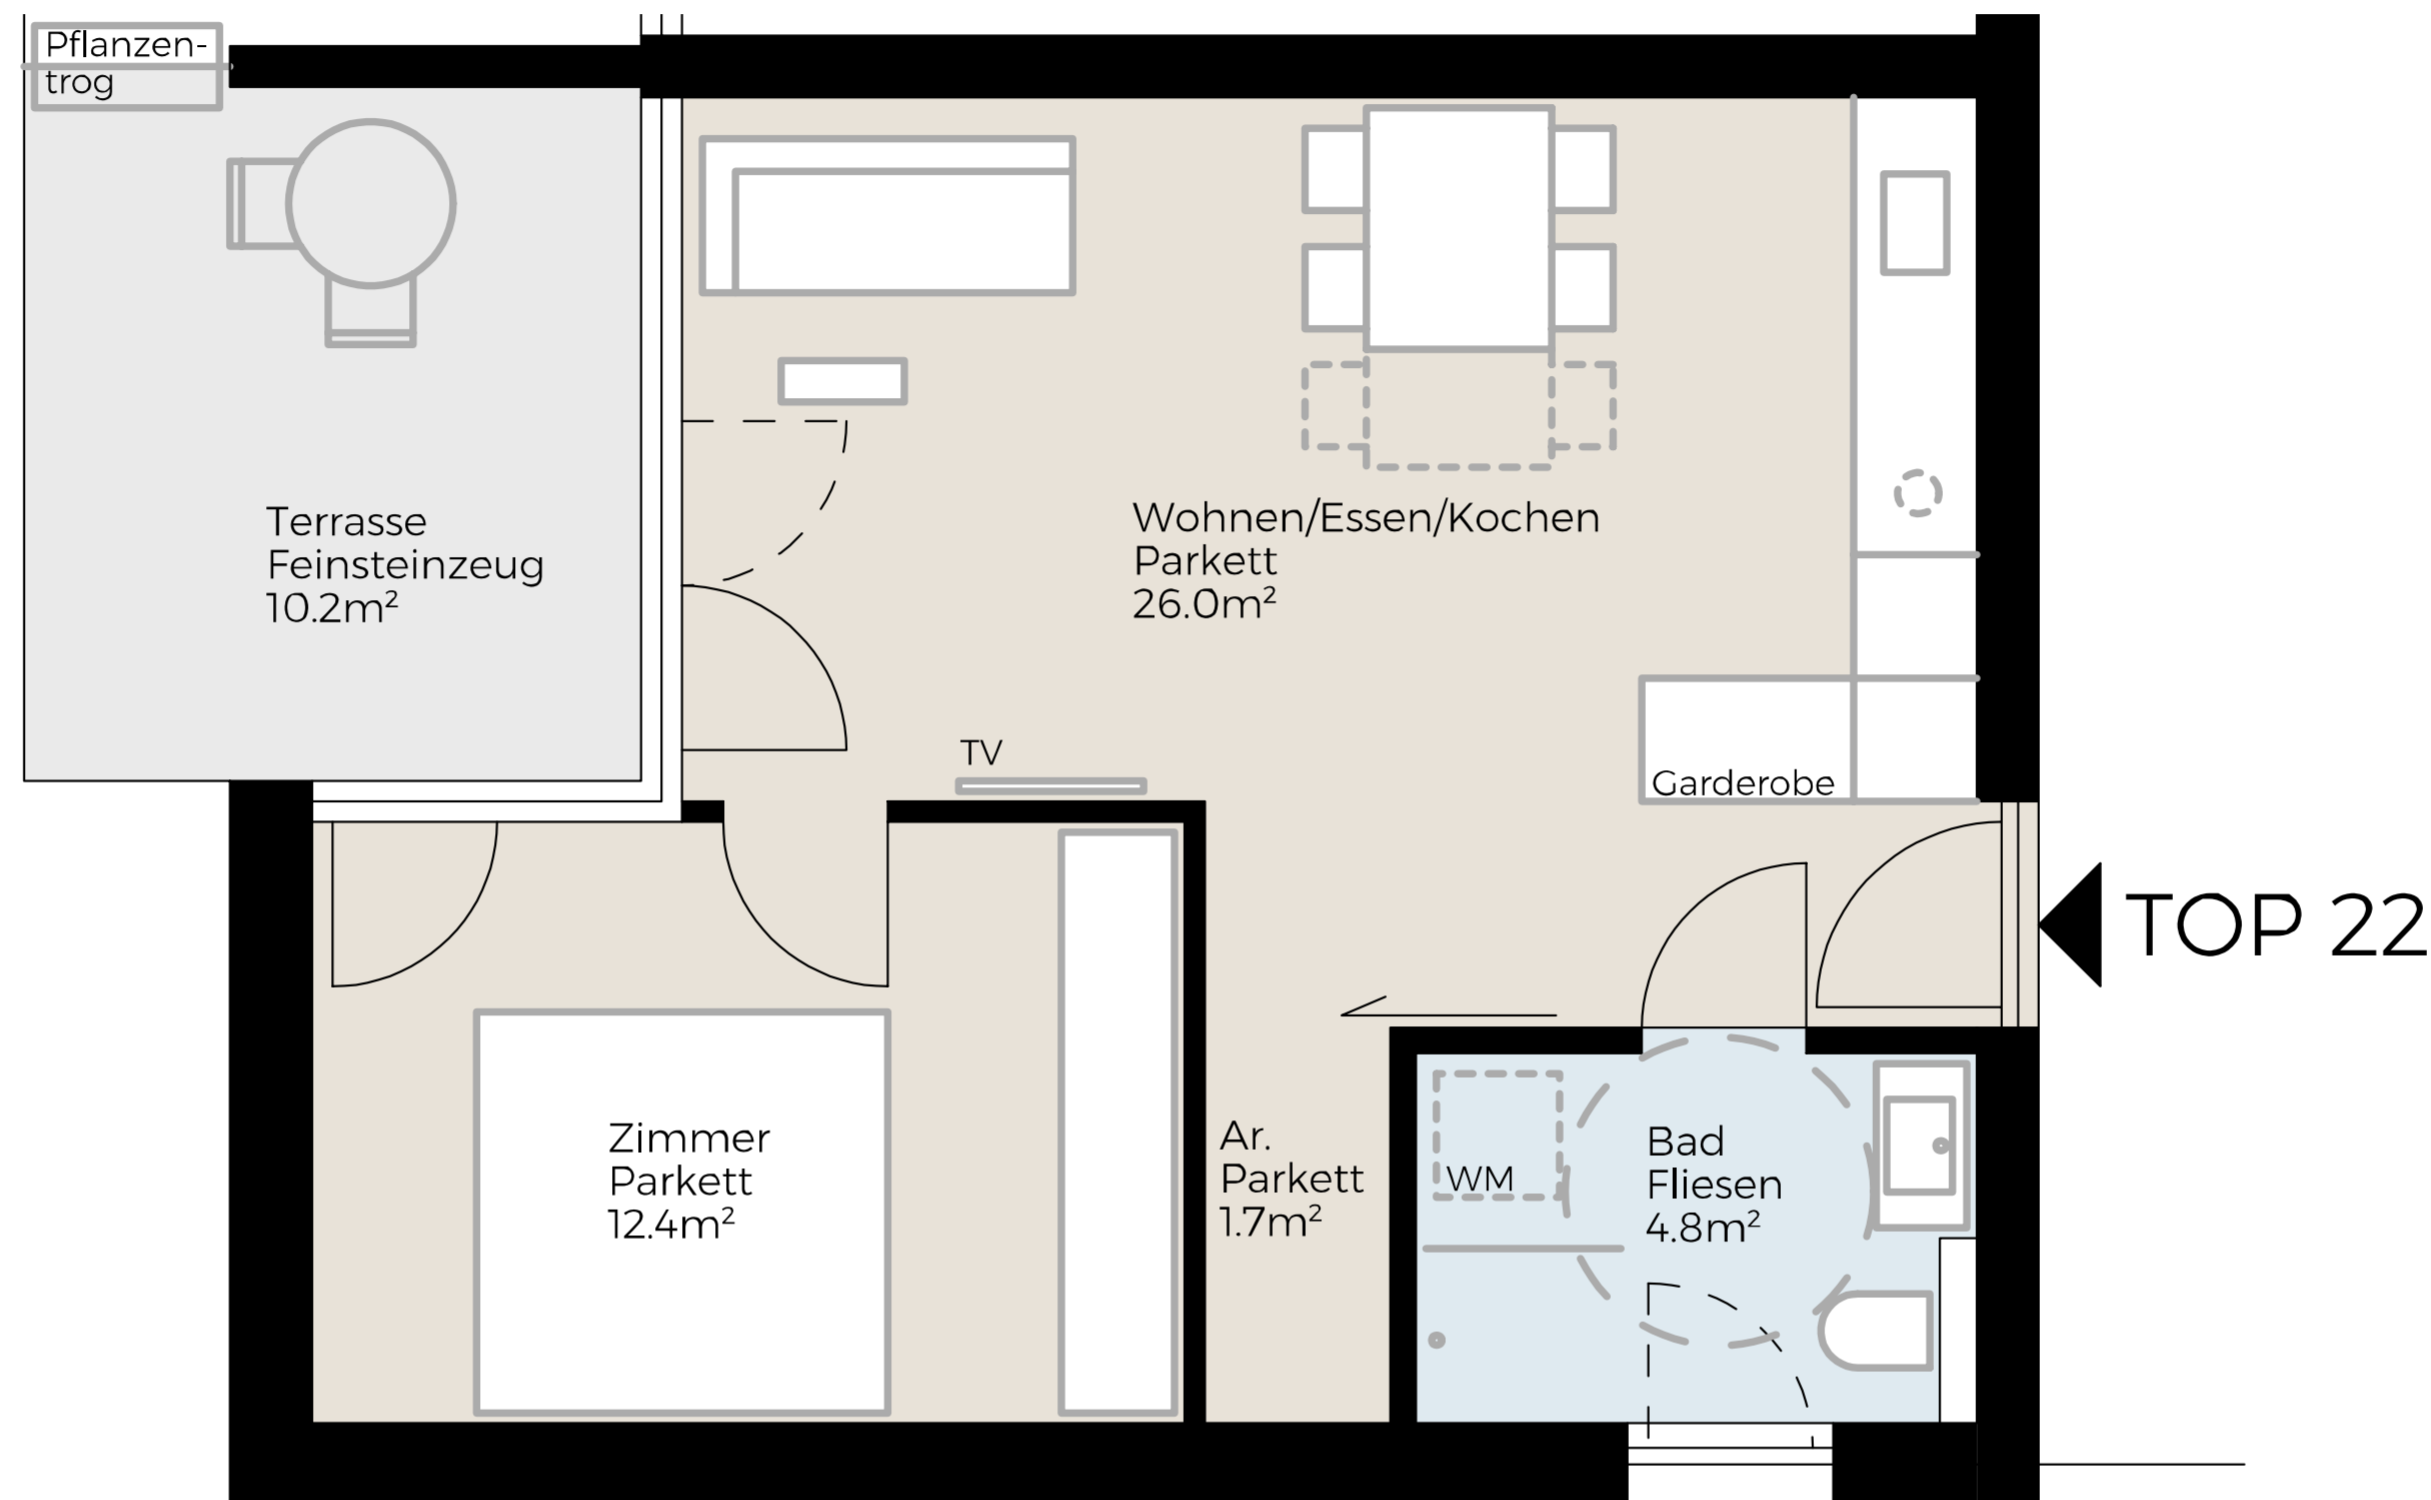 Pflanzen-
trog
Terrasse
Feinsteinzeug
10.2m²
Wohnen/Essen/Kochen
Parkett
26.0m²
TV
Garderobe
TOP 22
Zimmer
Parkett
12.4m²
Ar.
Parkett
1.7m²
WM
Bad
Fliesen
4.8m²